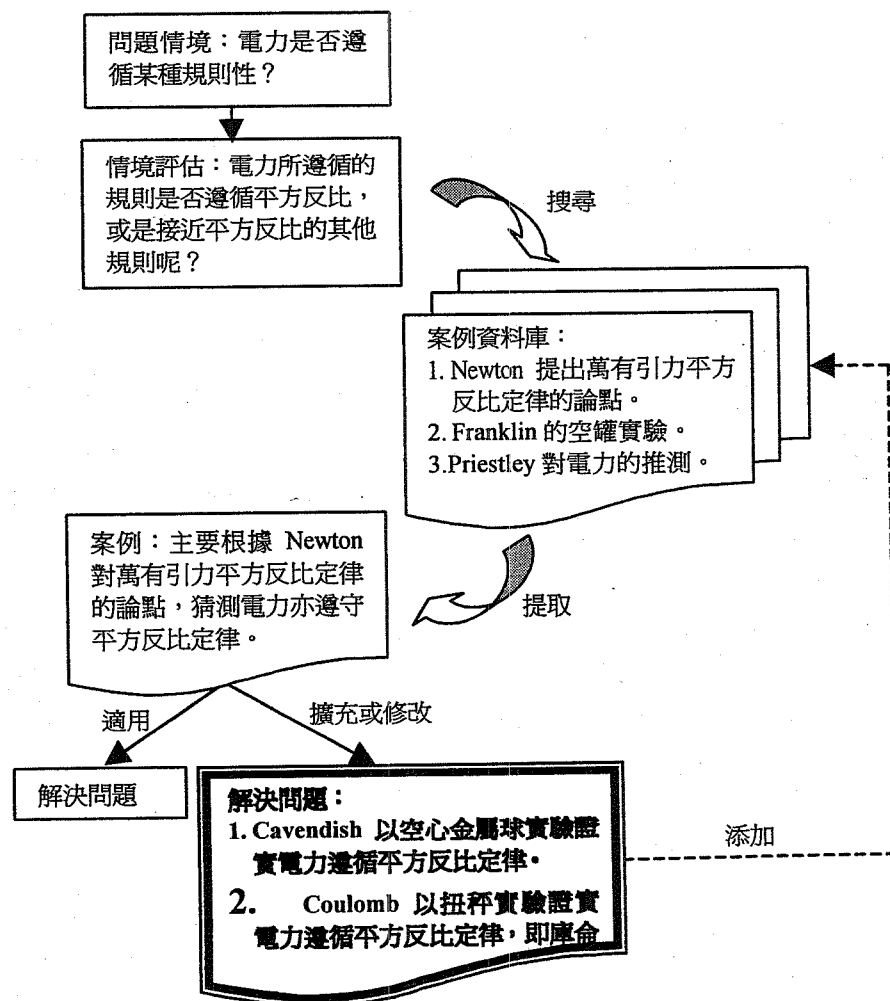 問題情境：電力是否遵
循某種規則性？
情境評估：電力所遵循的
規則是否遵循平方反比，
或是接近平方反比的其他
規則呢？
搜尋
案例資料庫：
1. Newton 提出萬有引力平方
反比定律的論點。
2. Franklin 的空罐實驗。
3.Priestley 對電力的推測。
案例：主要根據 Newton
對萬有引力平方反比定律
的論點，猜測電力亦遵守
平方反比定律。
提取
適用
擴充或修改
解決問題
解決問題：
1. Cavendish 以空心金屬球實驗證
實電力遵循平方反比定律。
2. Coulomb 以扭秤實驗證實
電力遵循平方反比定律，即庫侖
添加